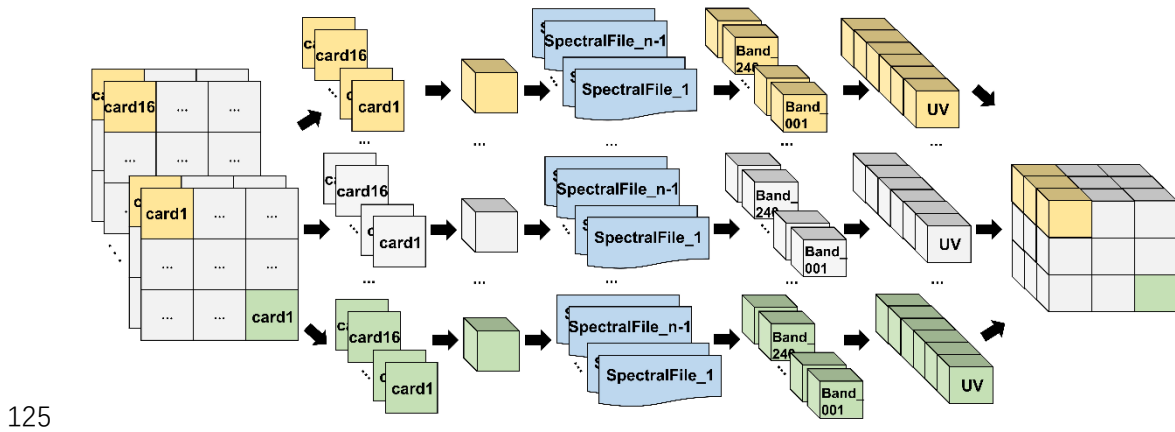 card16
...
...
...
...
...
card1
...
...
...
...
...
...
...
card1
card16
card1
...
SpectralFile_n-1
SpectralFile_1
...
Band_
246
Band_
001
...
UV
...
card16
card1
...
...
SpectralFile_n-1
SpectralFile_1
...
Band_
246
Band_
001
...
UV
...
card16
card1
SpectralFile_n-1
SpectralFile_1
Band_
246
Band_
001
UV
125